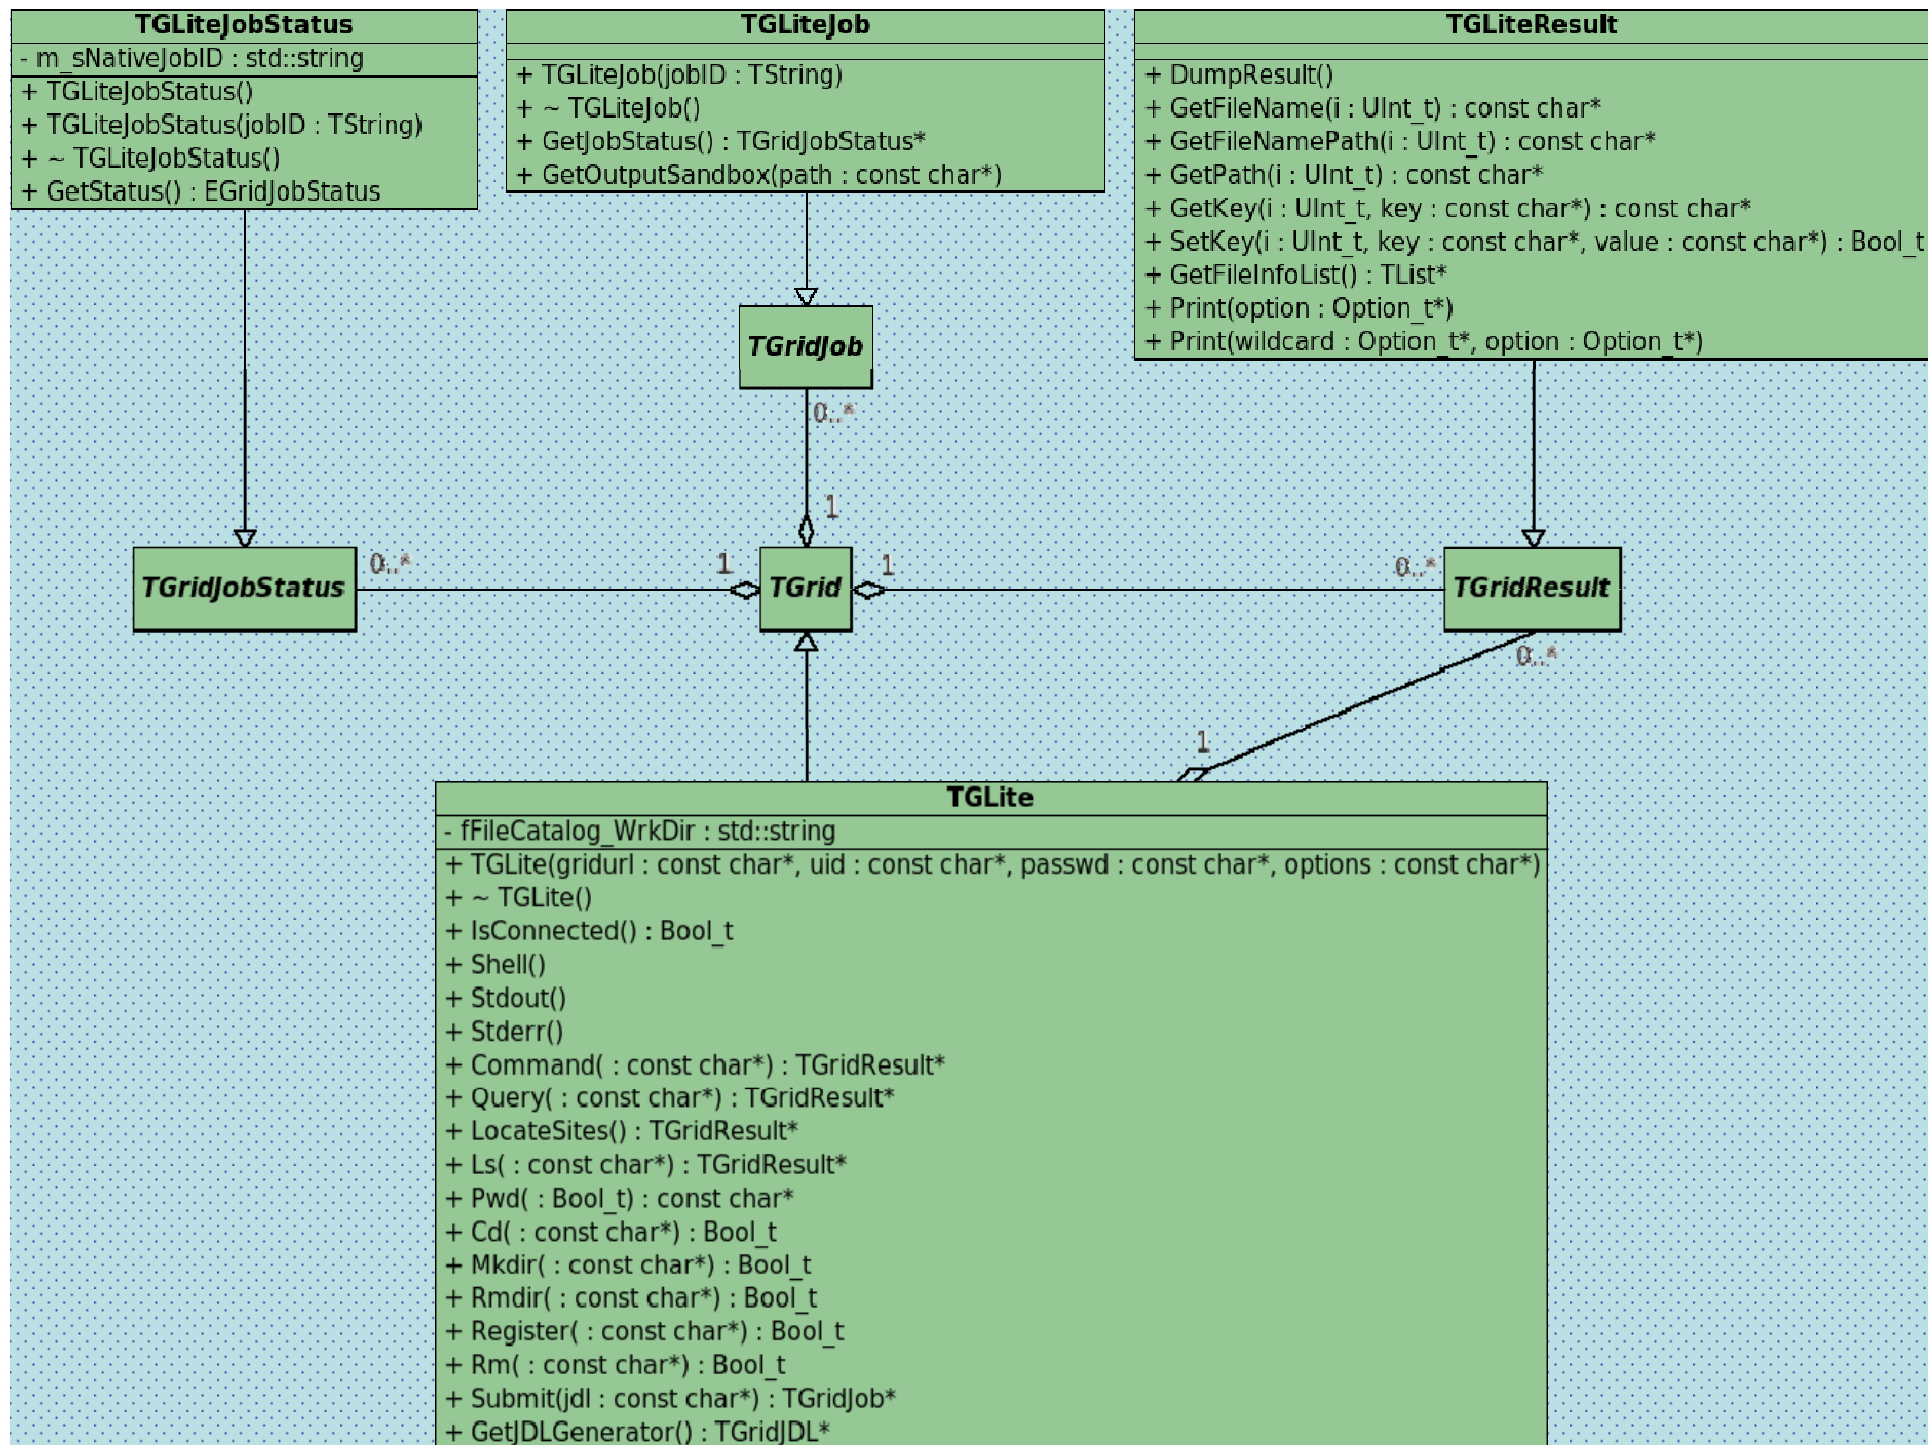 TGLiteJobStatus
- m_sNativeJobID : std::string
+ TGLiteJobStatus()
+ TGLiteJobStatus(jobID : TString)
+ ~ TGLiteJobStatus()
+ GetStatus() : EGridJobStatus
TGLiteJob
+ TGLiteJob(jobID : TString)
+ ~ TGLiteJob()
+ GetJobStatus() : TGridJobStatus*
+ GetOutputSandbox(path : const char*)
TGLiteResult
+ DumpResult()
+ GetFileName(i : UInt_t) : const char*
+ GetFileNamePath(i : UInt_t) : const char*
+ GetPath(i : UInt_t) : const char*
+ GetKey(i : UInt_t, key : const char*) : const char*
+ SetKey(i : UInt_t, key : const char*, value : const char*) : Bool_t
+ GetFileInfoList() : TList*
+ Print(option : Option_t*)
+ Print(wildcard : Option_t*, option : Option_t*)
TGridJob
0..*
1
TGridJobStatus
0..*
1
TGrid
1
0..*
TGridResult
0..*
1
TGLite
- fFileCatalog_WrkDir : std::string
+ TGLite(gridurl : const char*, uid : const char*, passwd : const char*, options : const char*)
+ ~ TGLite()
+ IsConnected() : Bool_t
+ Shell()
+ Stdout()
+ Stderr()
+ Command( : const char*) : TGridResult*
+ Query( : const char*) : TGridResult*
+ LocateSites() : TGridResult*
+ Ls( : const char*) : TGridResult*
+ Pwd( : Bool_t) : const char*
+ Cd( : const char*) : Bool_t
+ Mkdir( : const char*) : Bool_t
+ Rmdir( : const char*) : Bool_t
+ Register( : const char*) : Bool_t
+ Rm( : const char*) : Bool_t
+ Submit(jdl : const char*) : TGridJob*
+ GetJDLGenerator() : TGridJDL*